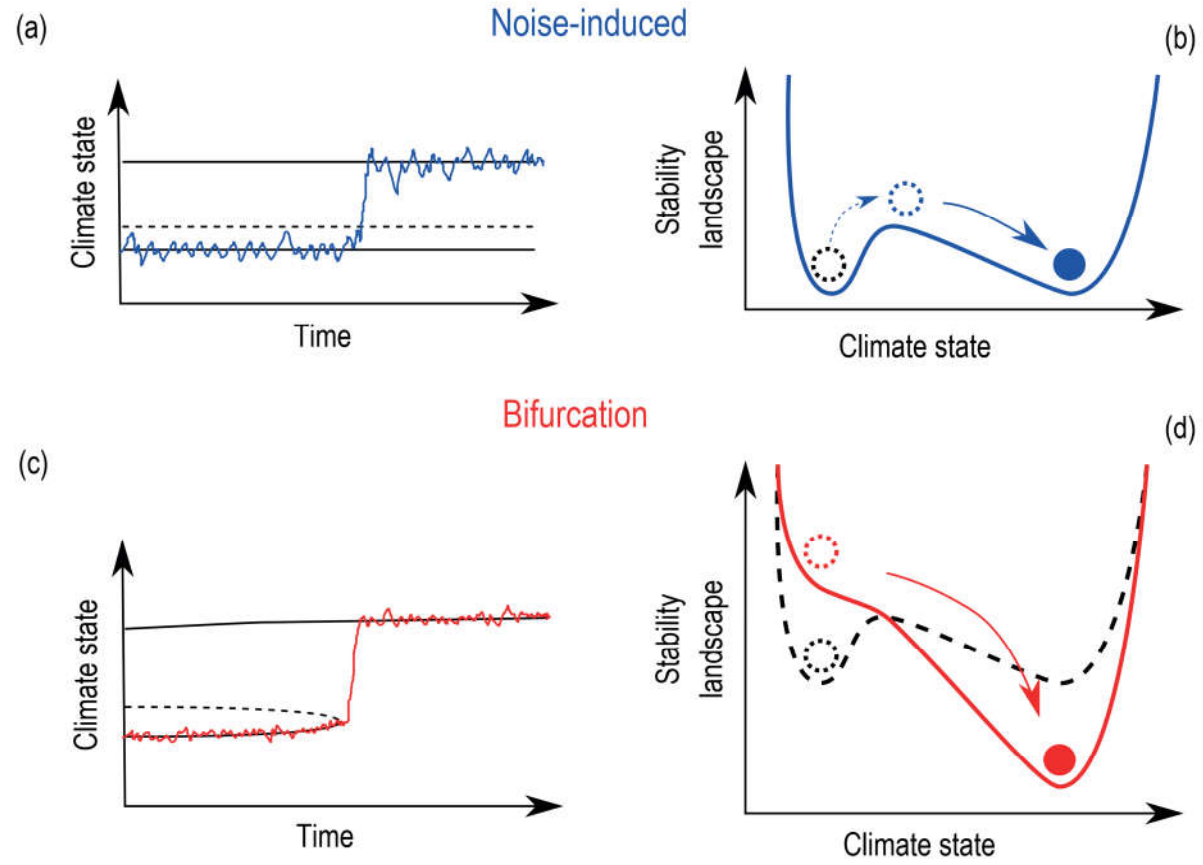 Noise-induced
(a)
Climate state
Time
(b)
Stability
landscape
Climate state
Bifurcation
(c)
Climate state
Time
(d)
Stability
landscape
Climate state